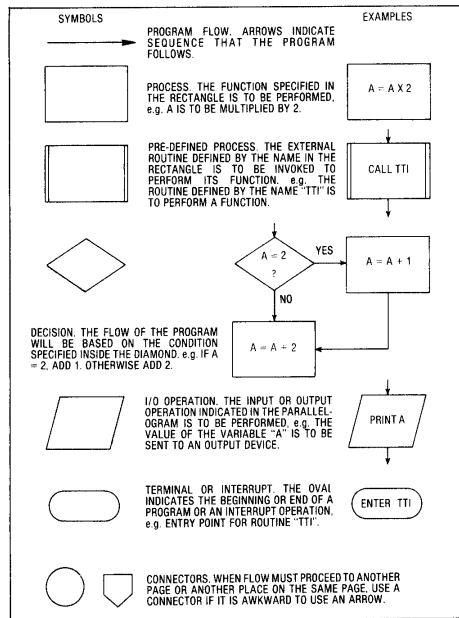 SYMBOLS
EXAMPLES
PROGRAM FLOW. ARROWS INDICATE
SEQUENCE THAT THE PROGRAM
FOLLOWS.
PROCESS. THE FUNCTION SPECIFIED IN
THE RECTANGLE IS TO BE PERFORMED,
e.g. A IS TO BE MULTIPLIED BY 2.
A = A X 2
PRE-DEFINED PROCESS. THE EXTERNAL
ROUTINE DEFINED BY THE NAME IN THE
RECTANGLE IS TO BE INVOKED TO
PERFORM ITS FUNCTION. e.g. THE
ROUTINE DEFINED BY THE NAME "TTI" IS
TO PERFORM A FUNCTION.
CALL TTI
A = 2
?
YES
A = A + 1
NO
DECISION. THE FLOW OF THE PROGRAM
WILL BE BASED ON THE CONDITION
SPECIFIED INSIDE THE DIAMOND. e.g. IF A
= 2, ADD 1. OTHERWISE ADD 2.
A = A + 2
I/O OPERATION. THE INPUT OR OUTPUT
OPERATION INDICATED IN THE PARALLEL-
OGRAM IS TO BE PERFORMED, e.g. THE
VALUE OF THE VARIABLE "A" IS TO BE
SENT TO AN OUTPUT DEVICE.
PRINT A
TERMINAL OR INTERRUPT. THE OVAL
INDICATES THE BEGINNING OR END OF A
PROGRAM OR AN INTERRUPT OPERATION,
e.g. ENTRY POINT FOR ROUTINE "TTI".
ENTER TTI
CONNECTORS. WHEN FLOW MUST PROCEED TO ANOTHER
PAGE OR ANOTHER PLACE ON THE SAME PAGE, USE A
CONNECTOR IF IT IS AWKWARD TO USE AN ARROW.